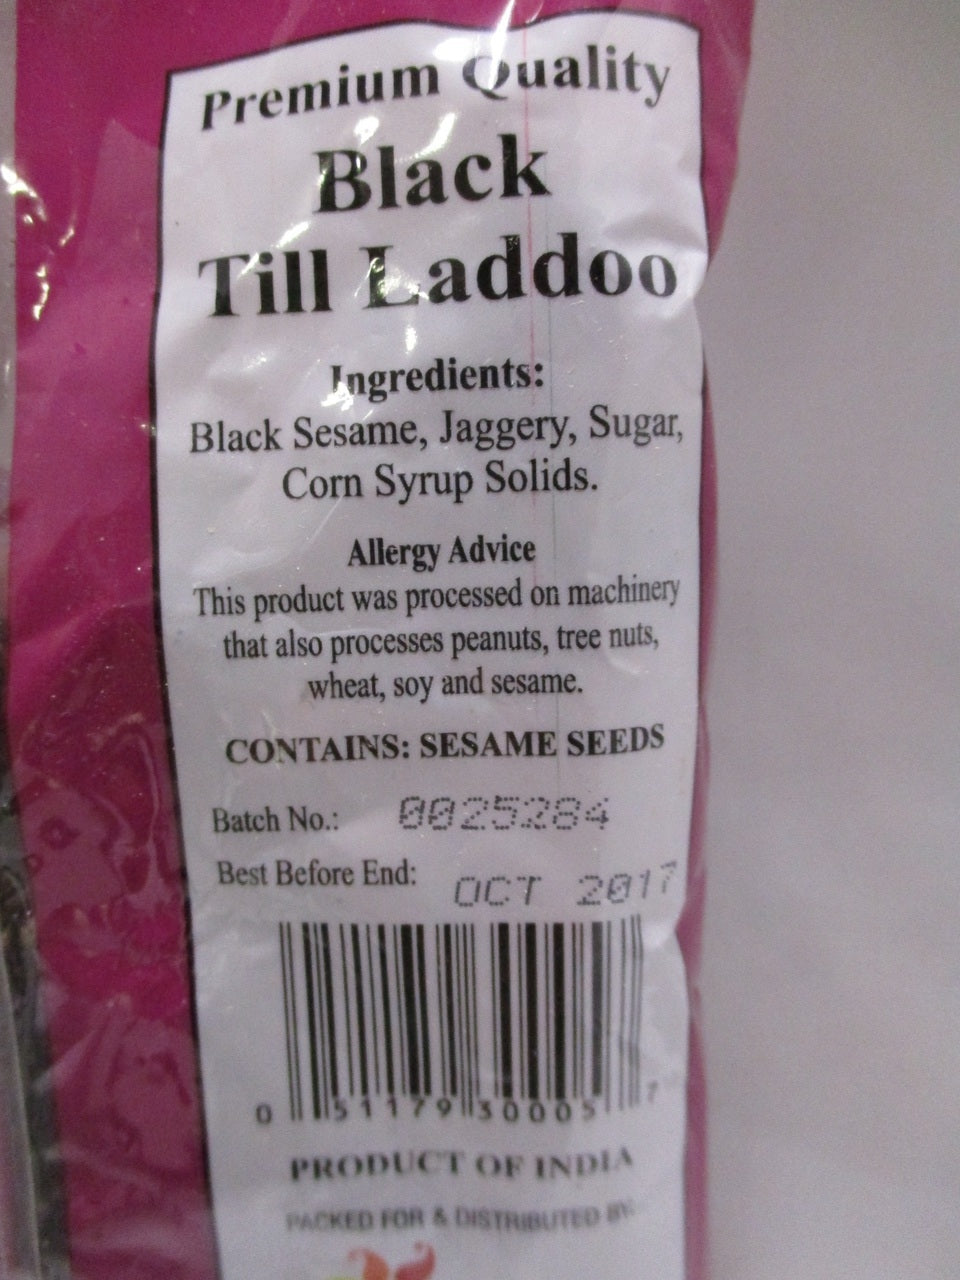 Premium Quality
Black
Till Laddoo
Ingredients:
Black Sesame, Jaggery, Sugar,
Corn Syrup Solids.
Allergy Advice
This product was processed on machinery
that also processes peanuts, tree nuts,
wheat, soy and sesame.
CONTAINS: SESAME SEEDS
Batch No.: 0025284
Best Before End: OCT 2017
0 51179 30005 7
PRODUCT OF INDIA
PACKED FOR & DISTRIBUTED BY: